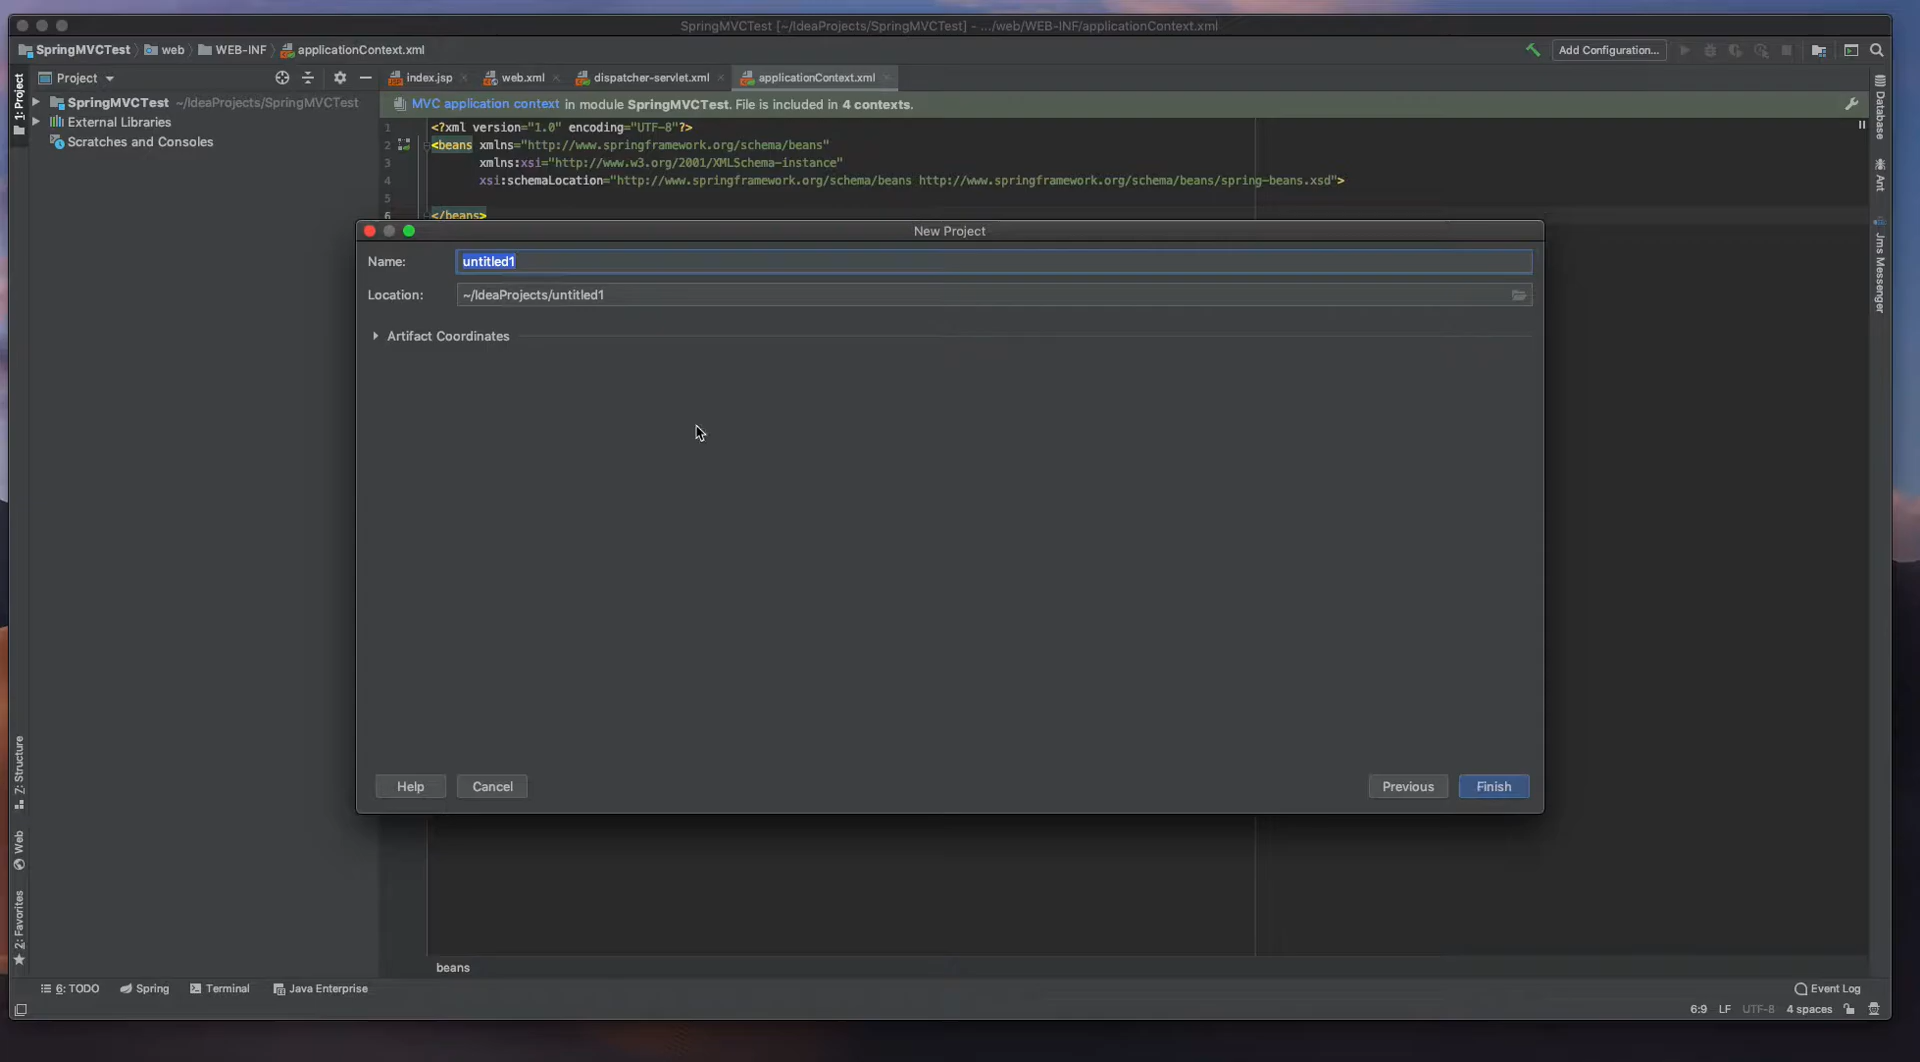 SpringMVCTest [~/IdeaProjects/SpringMVCTest] - .../web/WEB-INF/applicationContext.xml
SpringMVCTest web WEB-INF applicationContext.xml Add Configuration...
1: Project
Project index.jsp web.xml dispatcher-servlet.xml applicationContext.xml
SpringMVCTest ~/IdeaProjects/SpringMVCTest
External Libraries
Scratches and Consoles
MVC application context in module SpringMVCTest. File is included in 4 contexts.
1 <?xml version="1.0" encoding="UTF-8"?>
2 <beans xmlns="http://www.springframework.org/schema/beans"
3 xmlns:xsi="http://www.w3.org/2001/XMLSchema-instance"
4 xsi:schemaLocation="http://www.springframework.org/schema/beans http://www.springframework.org/schema/beans/spring-beans.xsd">
5
6 </beans>
Database
Ant
Jms Messenger
New Project
Name: untitled1
Location: ~/IdeaProjects/untitled1
Artifact Coordinates
Help Cancel Previous Finish
Z: Structure
Web
2: Favorites
beans
6: TODO Spring Terminal Java Enterprise Event Log
6:9 LF UTF-8 4 spaces